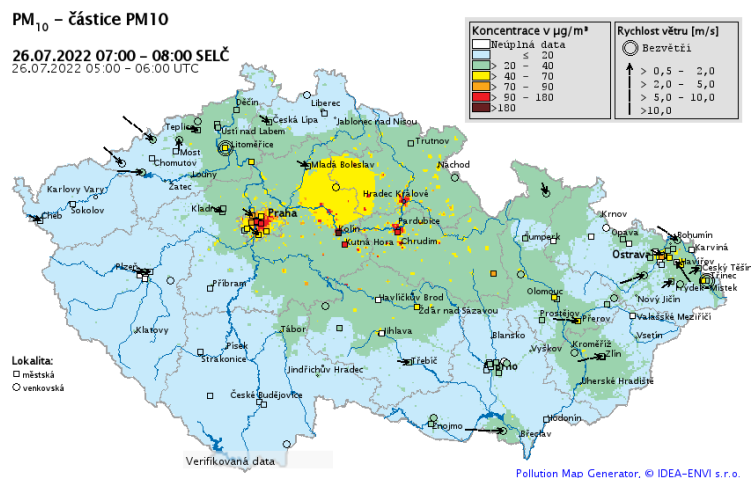 PM10 – částice PM10
26.07.2022 07:00 – 08:00 SELČ
26.07.2022 05:00 – 06:00 UTC
Koncentrace v µg/m³
Neúplná data
≤ 20
> 20 - 40
> 40 - 70
> 70 - 90
> 90 - 180
>180
Rychlost větru [m/s]
Bezvětří
> 0,5 - 2,0
> 2,0 - 5,0
> 5,0 - 10,0
>10,0
Děčín
Liberec
Teplice
Česká Lípa
Jablonec nad Nisou
Ústí nad Labem
Trutnov
Most
Litoměřice
Chomutov
Mladá Boleslav
Náchod
Louny
Žatec
Karlovy Vary
Hradec Králové
Sokolov
Kladno
Praha
Cheb
Pardubice
Krnov
Kolín
Opava
Bohumín
Kutná Hora
Chrudim
Šumperk
Karviná
Ostrava
Havířov
Plzeň
Český Těšín
Třinec
Příbram
Frýdek-Místek
Olomouc
Havlíčkův Brod
Nový Jičín
Žďár nad Sázavou
Prostějov
Přerov
Valašské Meziříčí
Klatovy
Tábor
Jihlava
Blansko
Vsetín
Písek
Kroměříž
Vyškov
Zlín
Strakonice
Třebíč
Brno
Jindřichův Hradec
Uherské Hradiště
České Budějovice
Hodonín
Znojmo
Břeclav
Lokalita:
městská
venkovská
Verifikovaná data
Pollution Map Generator, © IDEA-ENVI s.r.o.